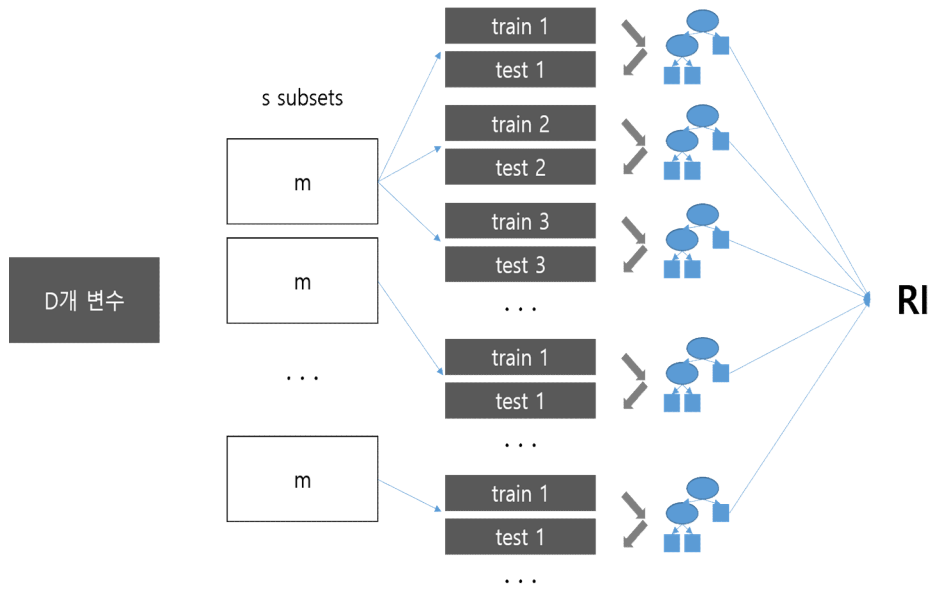 D개 변수
s subsets
m
m
. . .
m
train 1
test 1
train 2
test 2
train 3
test 3
. . .
train 1
test 1
. . .
train 1
test 1
. . .
RI